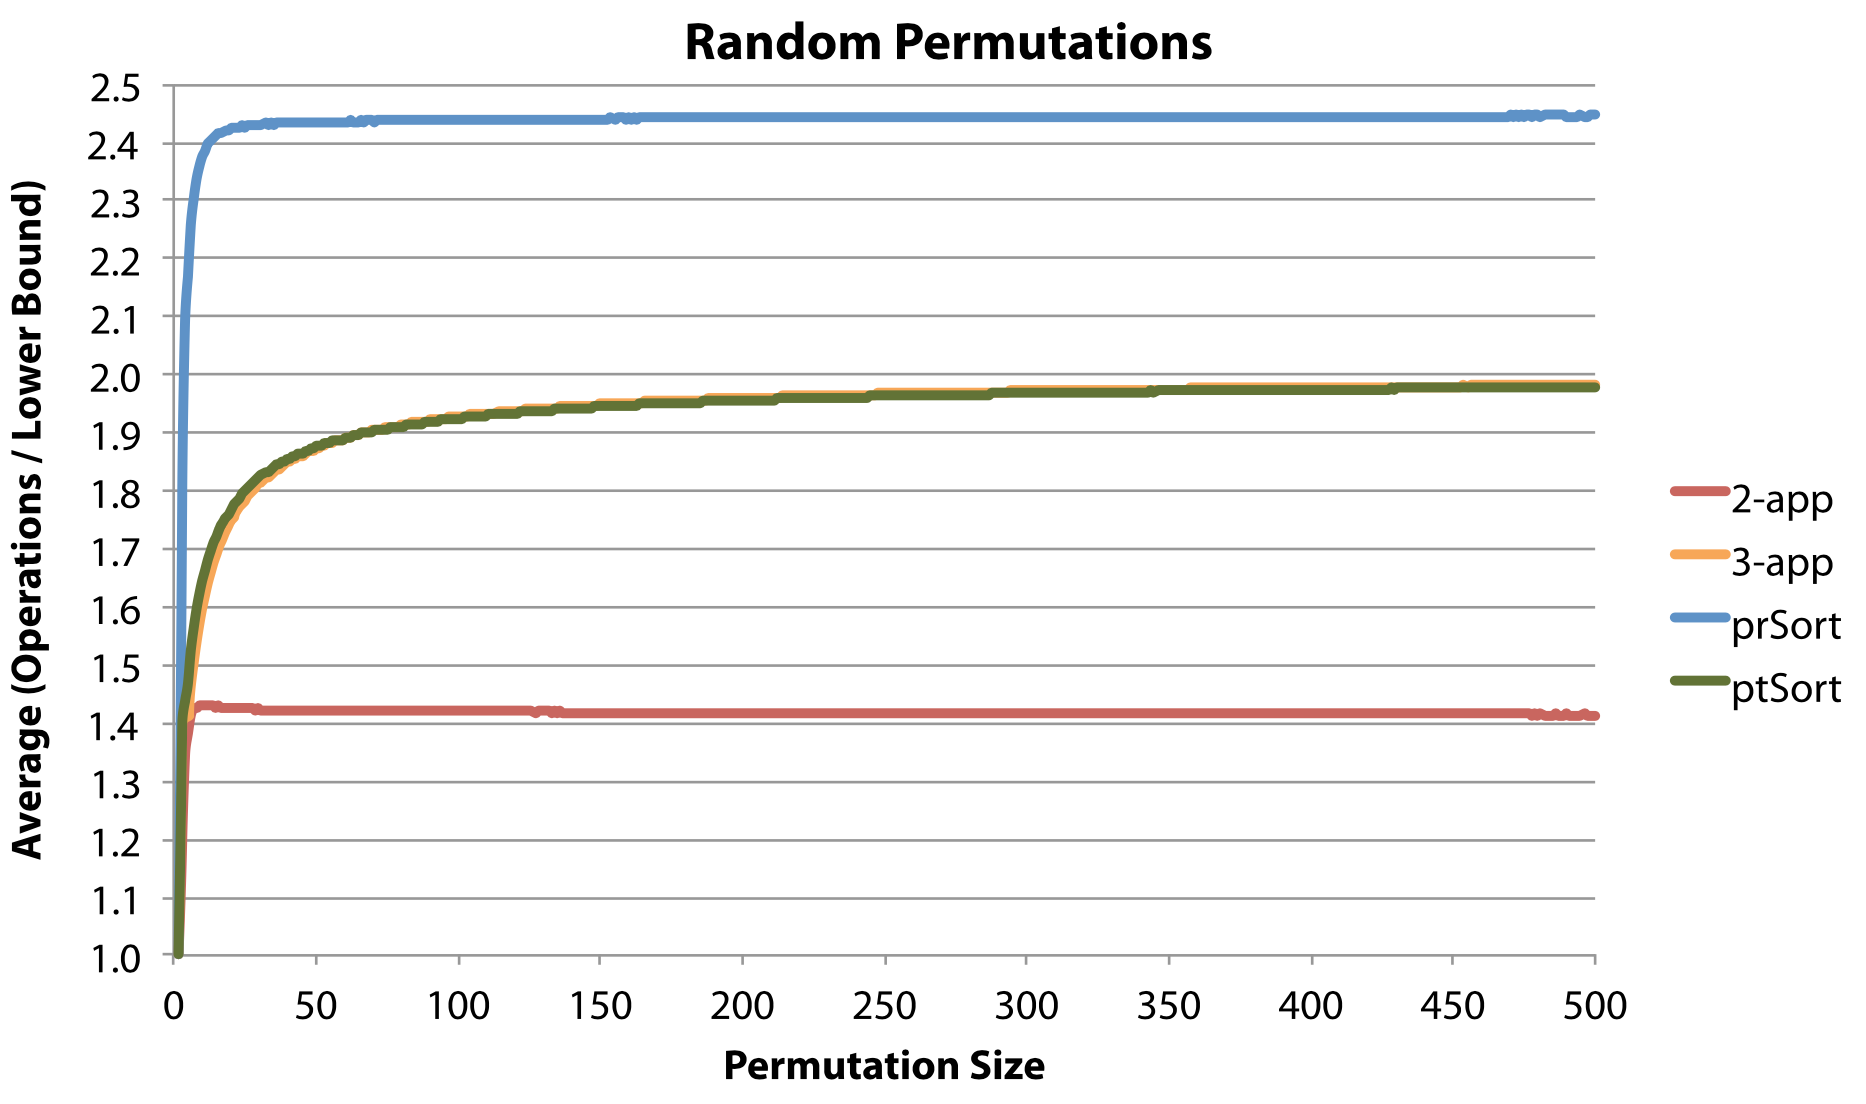 Random Permutations
Average (Operations / Lower Bound)
2.5
2.4
2.3
2.2
2.1
2.0
1.9
1.8
1.7
1.6
1.5
1.4
1.3
1.2
1.1
1.0
0 50 100 150 200 250 300 350 400 450 500
Permutation Size
2-app
3-app
prSort
ptSort